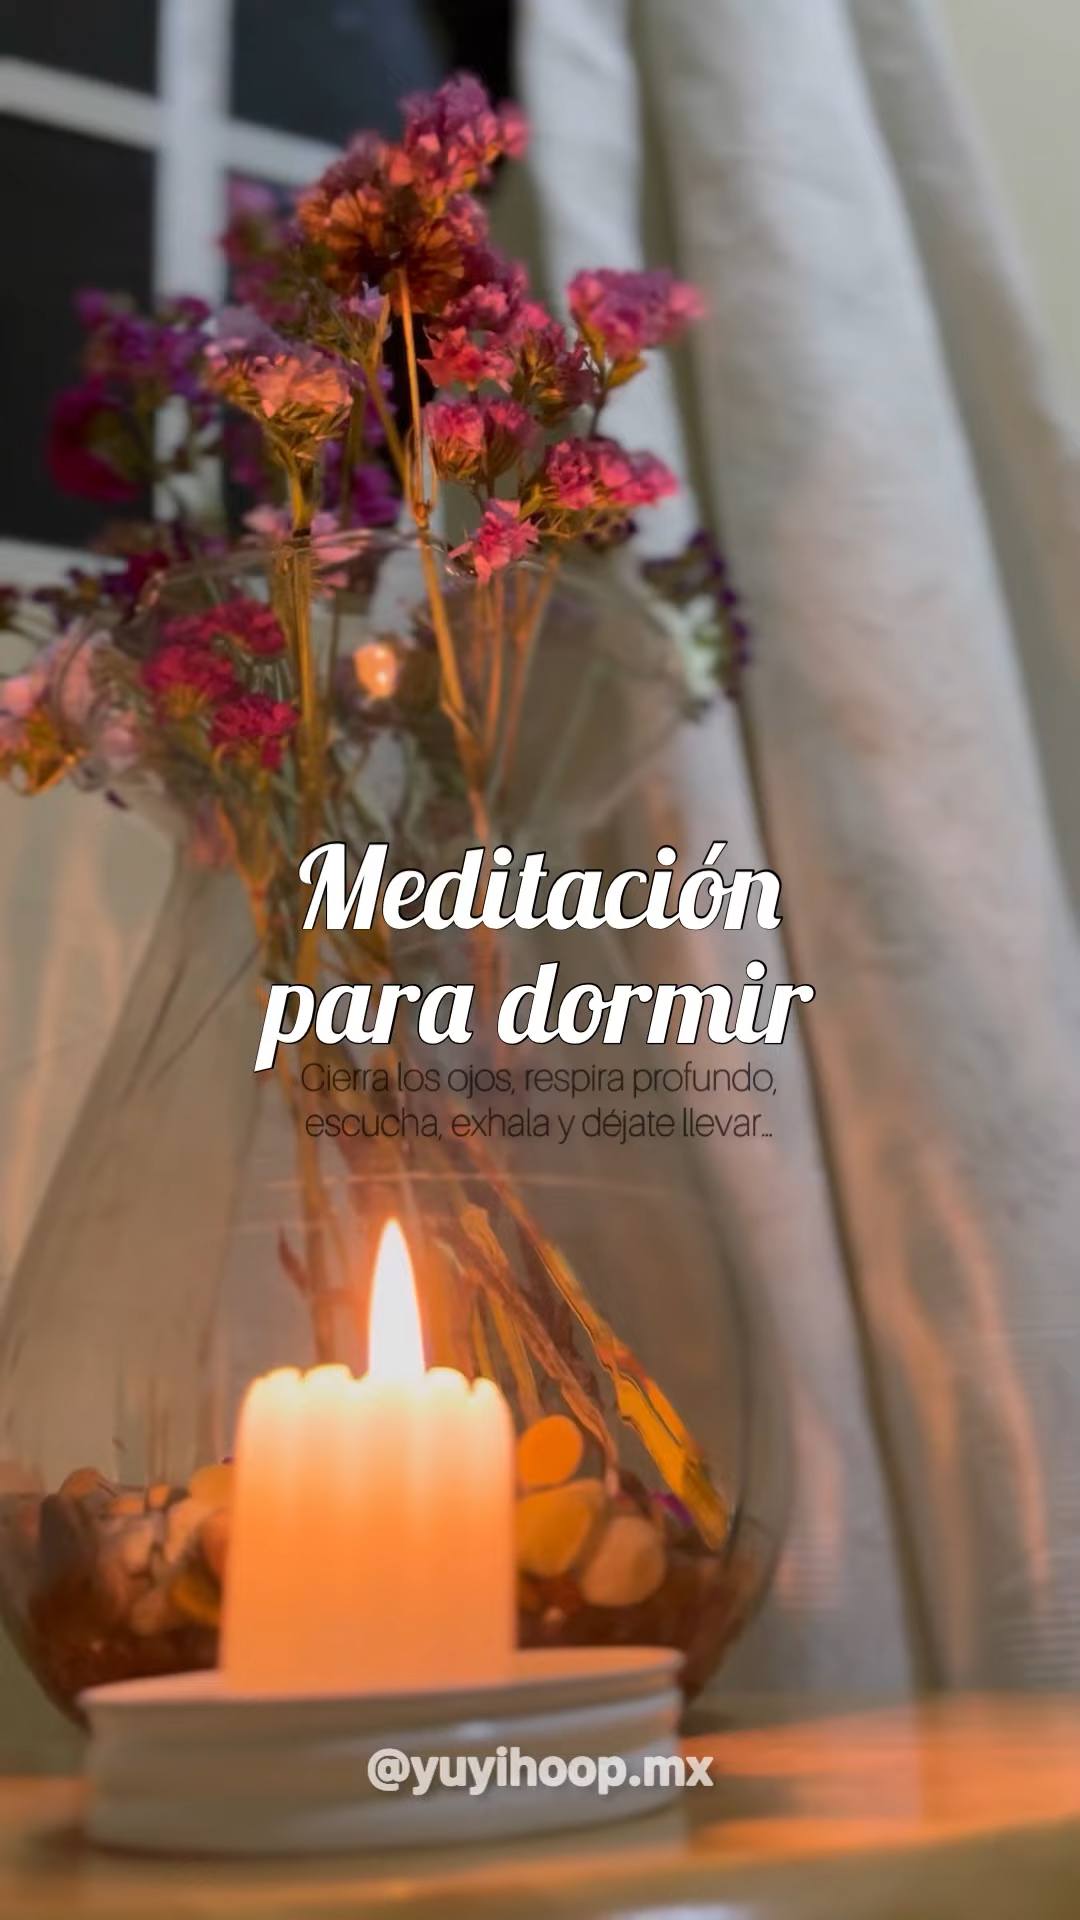 Meditación
para dormir
Cierra los ojos, respira profundo,
escucha, exhala y déjate llevar...
@yuyihoop.mx